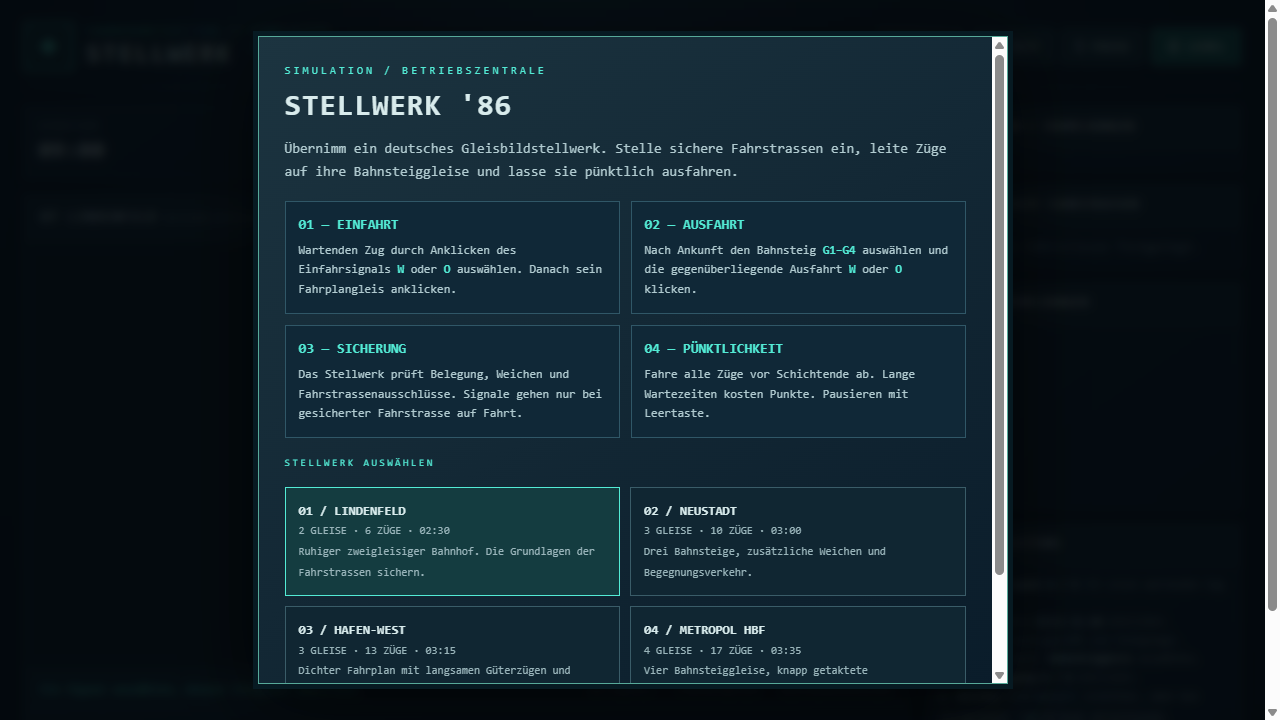 SIMULATION / BETRIEBSZENTRALE
STELLWERK '86
Übernimm ein deutsches Gleisbildstellwerk. Stelle sichere Fahrstrassen ein, leite Züge
auf ihre Bahnsteiggleise und lasse sie pünktlich ausfahren.
01 — EINFAHRT
Wartenden Zug durch Anklicken des
Einfahrsignals W oder O auswählen. Danach sein
Fahrplangleis anklicken.
02 — AUSFAHRT
Nach Ankunft den Bahnsteig G1–G4 auswählen und
die gegenüberliegende Ausfahrt W oder O
klicken.
03 — SICHERUNG
Das Stellwerk prüft Belegung, Weichen und
Fahrstrassenausschlüsse. Signale gehen nur bei
gesicherter Fahrstrasse auf Fahrt.
04 — PÜNKTLICHKEIT
Fahre alle Züge vor Schichtende ab. Lange
Wartezeiten kosten Punkte. Pausieren mit
Leertaste.
STELLWERK AUSWÄHLEN
01 / LINDENFELD
2 GLEISE · 6 ZÜGE · 02:30
Ruhiger zweigleisiger Bahnhof. Die Grundlagen der
Fahrstrassen sichern.
02 / NEUSTADT
3 GLEISE · 10 ZÜGE · 03:00
Drei Bahnsteige, zusätzliche Weichen und
Begegnungsverkehr.
03 / HAFEN-WEST
3 GLEISE · 13 ZÜGE · 03:15
Dichter Fahrplan mit langsamen Güterzügen und
04 / METROPOL HBF
4 GLEISE · 17 ZÜGE · 03:35
Vier Bahnsteiggleise, knapp getaktete